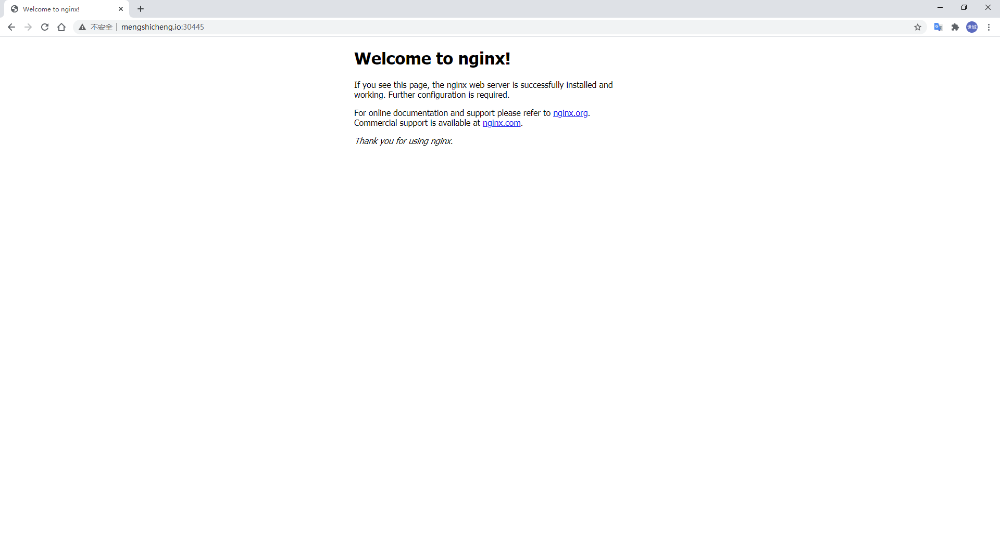 Welcome to nginx!
不安全 mengshicheng.io:30445
世城
Welcome to nginx!
If you see this page, the nginx web server is successfully installed and
working. Further configuration is required.
For online documentation and support please refer to nginx.org.
Commercial support is available at nginx.com.
Thank you for using nginx.